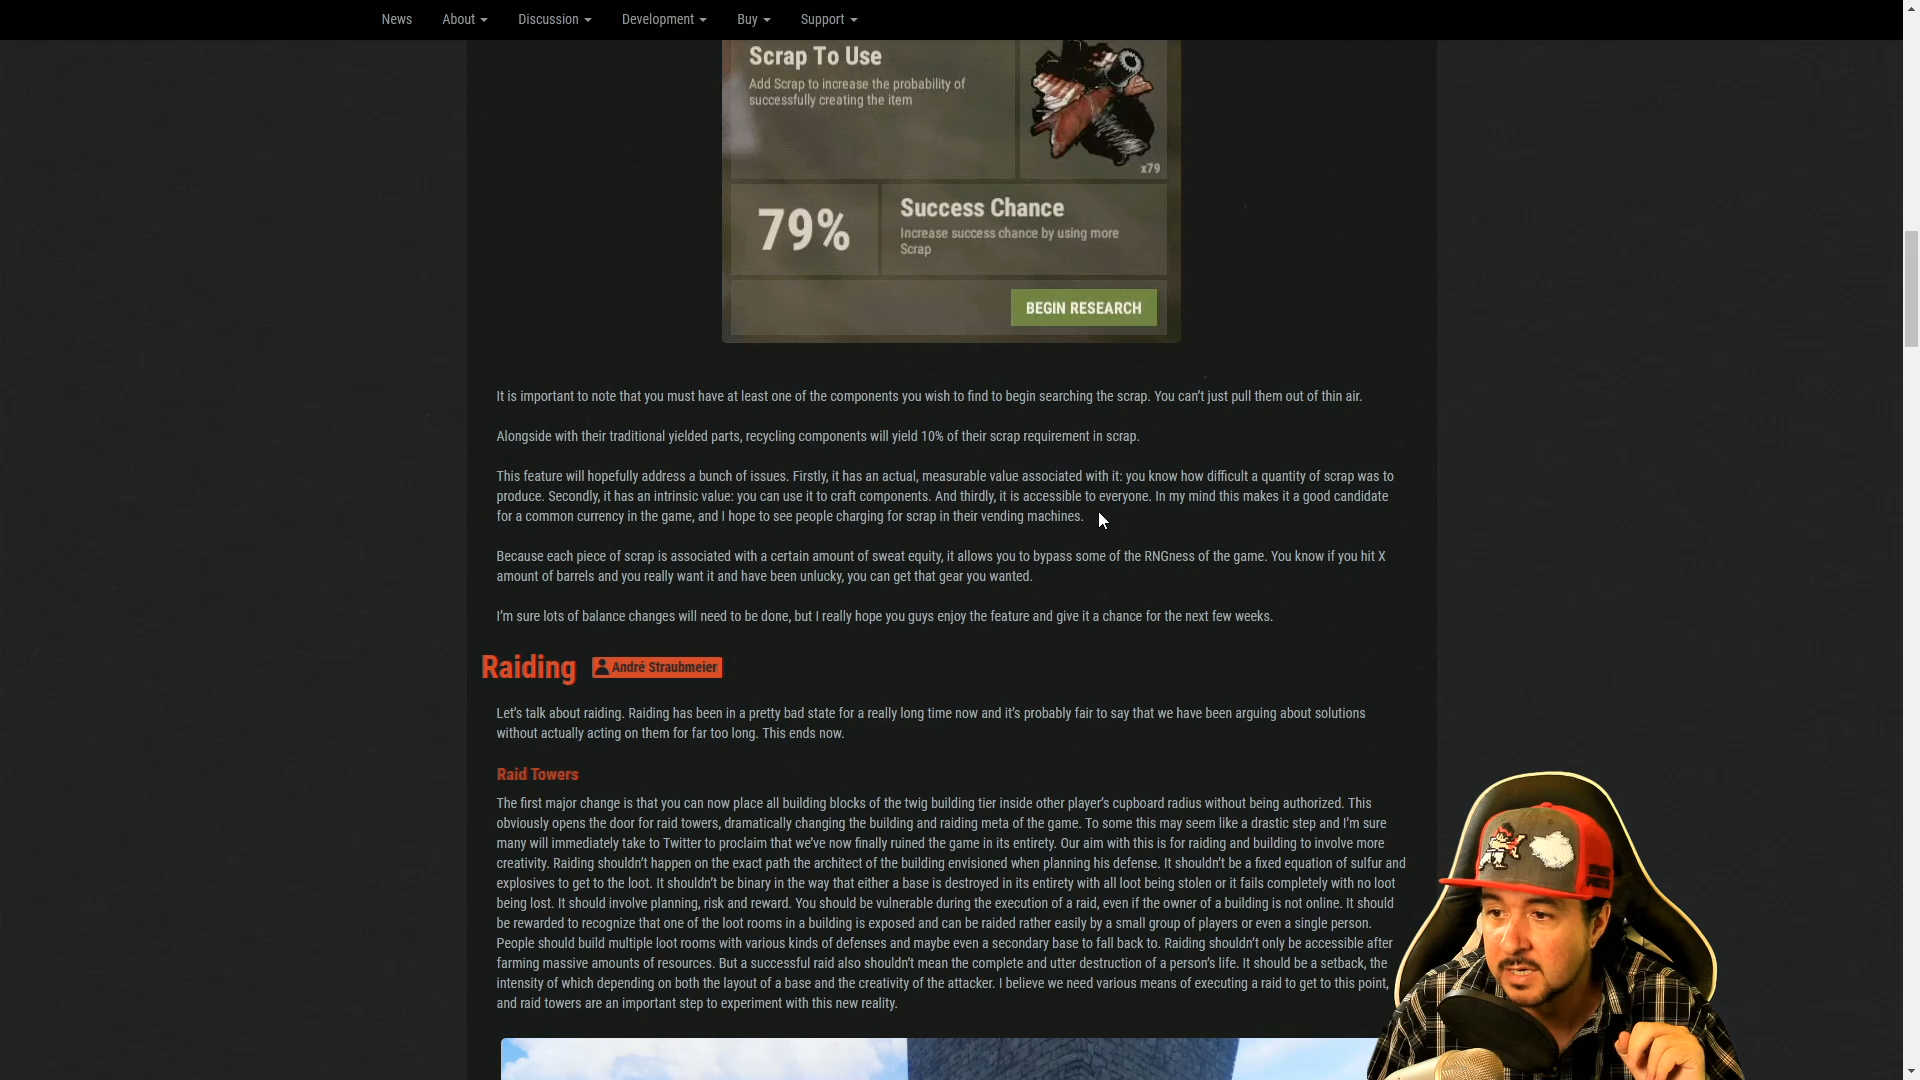 News About Discussion Development Buy Support
Scrap To Use
Add Scrap to increase the probability of
successfully creating the item
x79
79%
Success Chance
Increase success chance by using more
Scrap
BEGIN RESEARCH
It is important to note that you must have at least one of the components you wish to find to begin searching the scrap. You can't just pull them out of thin air.
Alongside with their traditional yielded parts, recycling components will yield 10% of their scrap requirement in scrap.
This feature will hopefully address a bunch of issues. Firstly, it has an actual, measurable value associated with it: you know how difficult a quantity of scrap was to
produce. Secondly, it has an intrinsic value: you can use it to craft components. And thirdly, it is accessible to everyone. In my mind this makes it a good candidate
for a common currency in the game, and I hope to see people charging for scrap in their vending machines.
Because each piece of scrap is associated with a certain amount of sweat equity, it allows you to bypass some of the RNGness of the game. You know if you hit X
amount of barrels and you really want it and have been unlucky, you can get that gear you wanted.
I'm sure lots of balance changes will need to be done, but I really hope you guys enjoy the feature and give it a chance for the next few weeks.
Raiding André Straubmeier
Let's talk about raiding. Raiding has been in a pretty bad state for a really long time now and it's probably fair to say that we have been arguing about solutions
without actually acting on them for far too long. This ends now.
Raid Towers
The first major change is that you can now place all building blocks of the twig building tier inside other player's cupboard radius without being authorized. This
obviously opens the door for raid towers, dramatically changing the building and raiding meta of the game. To some this may seem like a drastic step and I'm sure
many will immediately take to Twitter to proclaim that we've now finally ruined the game in its entirety. Our aim with this is for raiding and building to involve more
creativity. Raiding shouldn't happen on the exact path the architect of the building envisioned when planning his defense. It shouldn't be a fixed equation of sulfur and
explosives to get to the loot. It shouldn't be binary in the way that either a base is destroyed in its entirety with all loot being stolen or it fails completely with no loot
being lost. It should involve planning, risk and reward. You should be vulnerable during the execution of a raid, even if the owner of a building is not online. It should
be rewarded to recognize that one of the loot rooms in a building is exposed and can be raided rather easily by a small group of players or even a single person.
People should build multiple loot rooms with various kinds of defenses and maybe even a secondary base to fall back to. Raiding shouldn't only be accessible after
farming massive amounts of resources. But a successful raid also shouldn't mean the complete and utter destruction of a person's life. It should be a setback, the
intensity of which depending on both the layout of a base and the creativity of the attacker. I believe we need various means of executing a raid to get to this point,
and raid towers are an important step to experiment with this new reality.